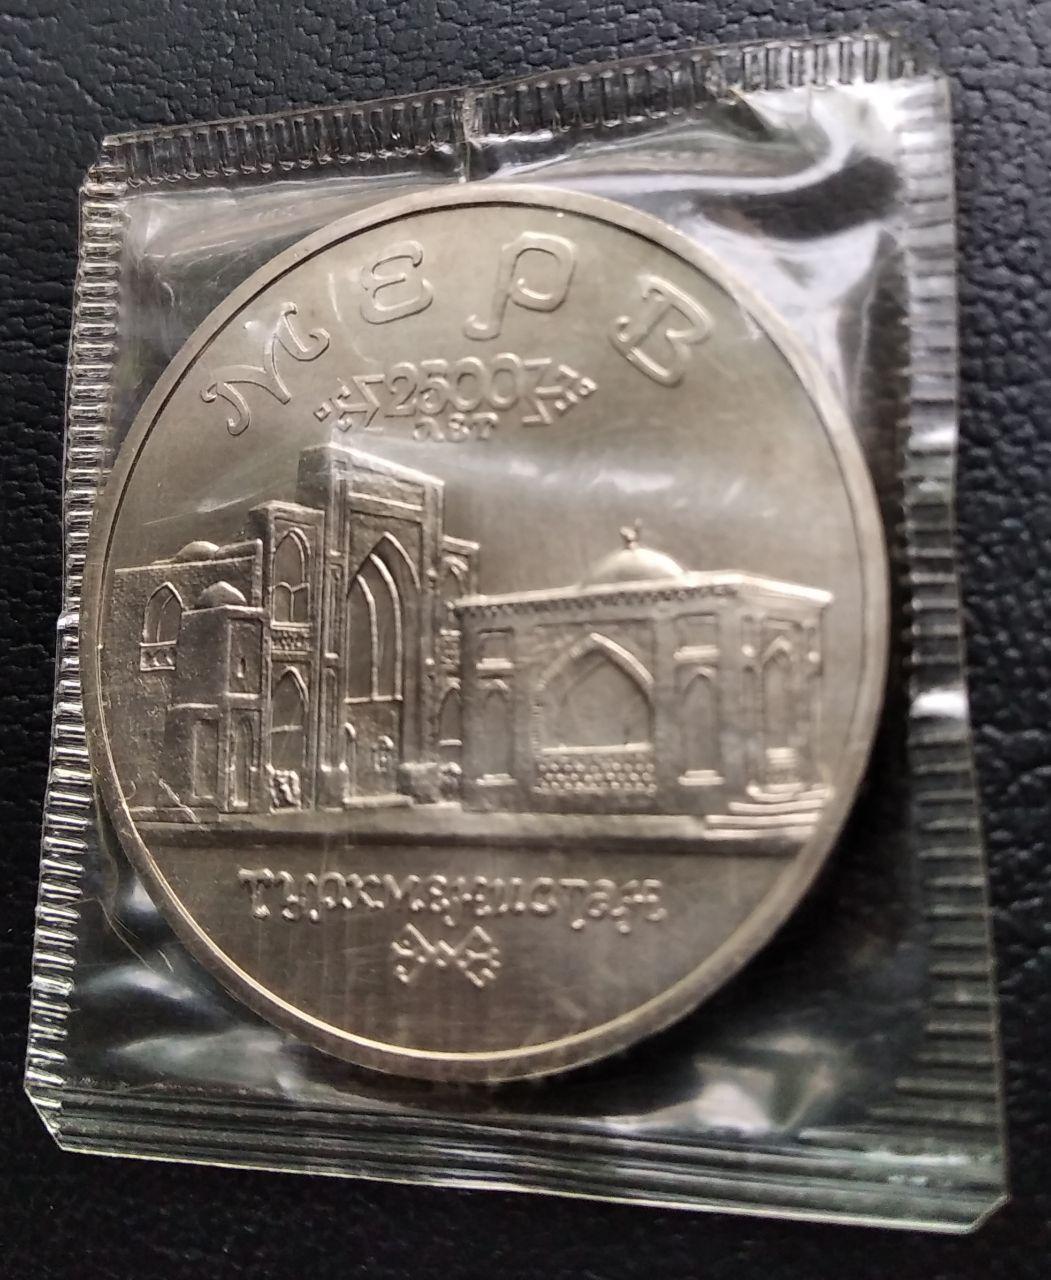 Мерв
2500
лет
Туркменистан